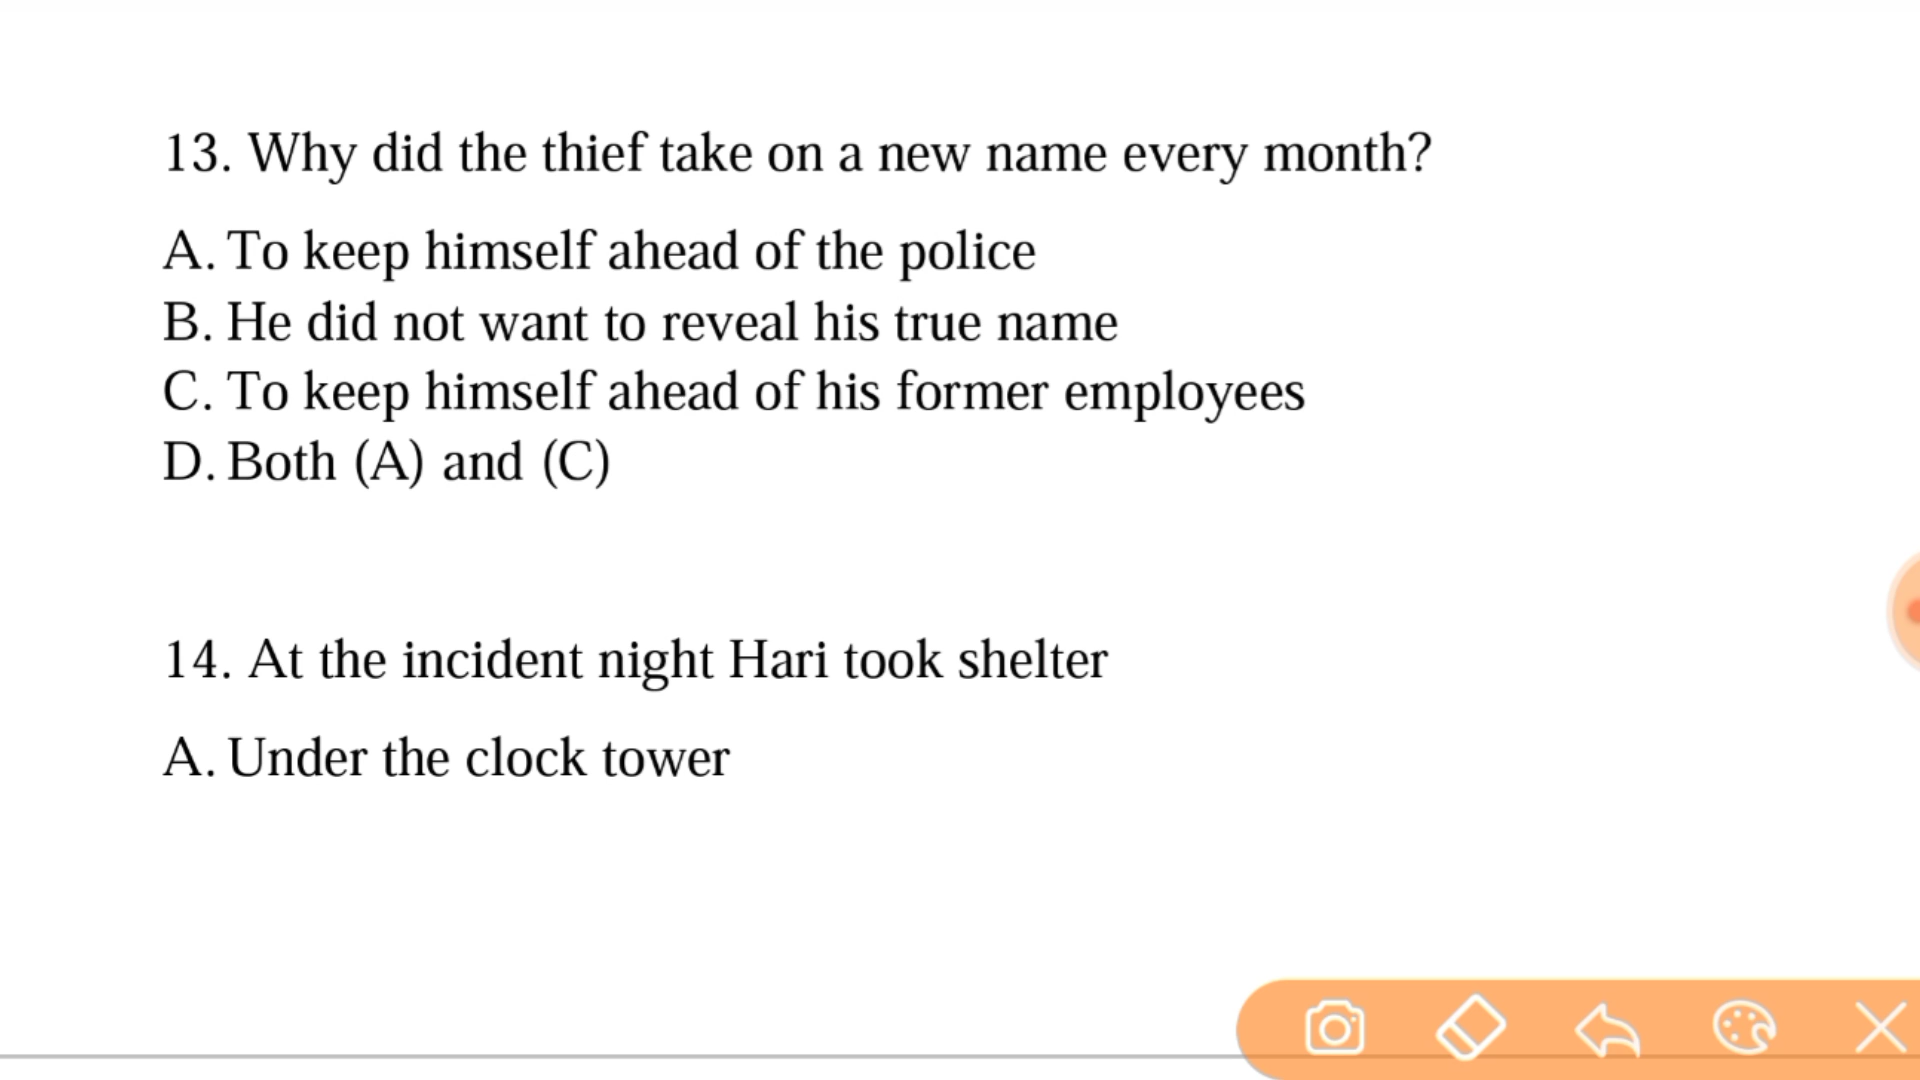 13. Why did the thief take on a new name every month?
A. To keep himself ahead of the police
B. He did not want to reveal his true name
C. To keep himself ahead of his former employees
D. Both (A) and (C)
14. At the incident night Hari took shelter
A. Under the clock tower